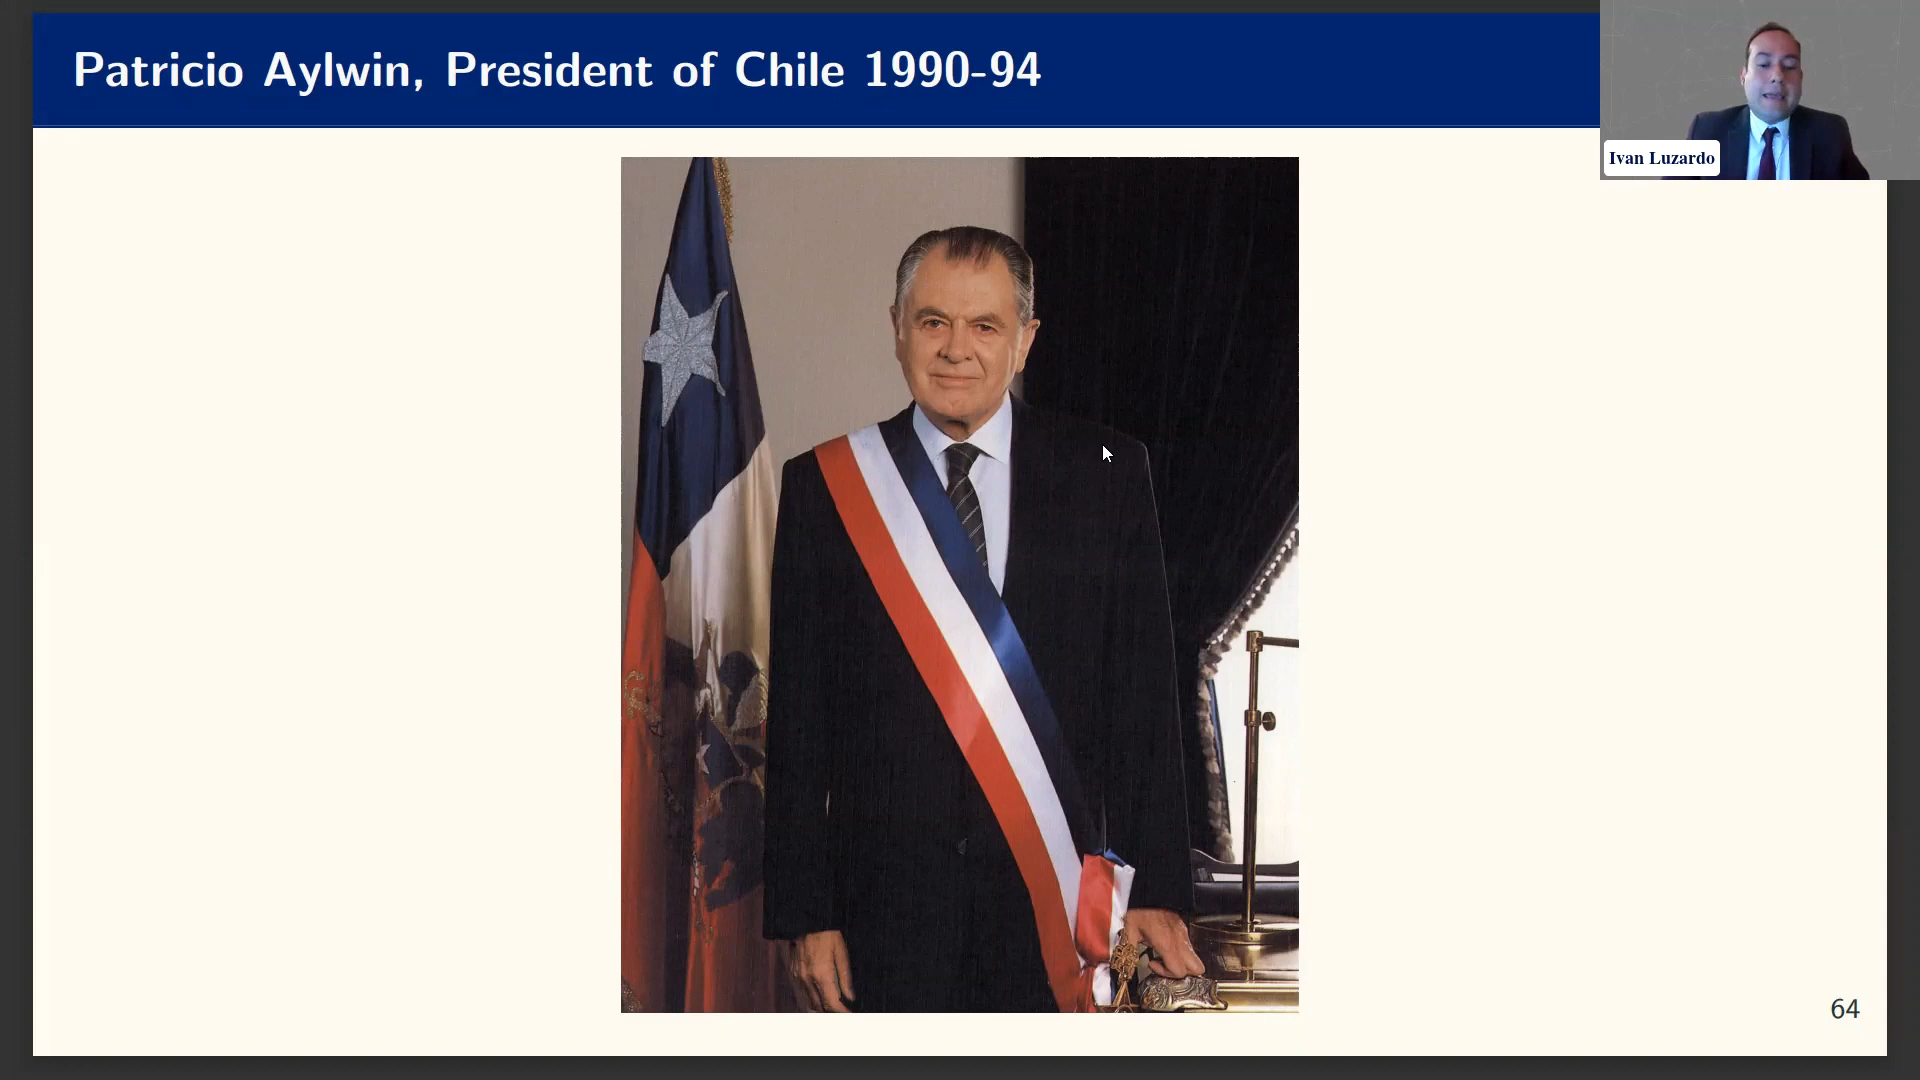 Patricio Aylwin, President of Chile 1990-94
Ivan Luzardo
64